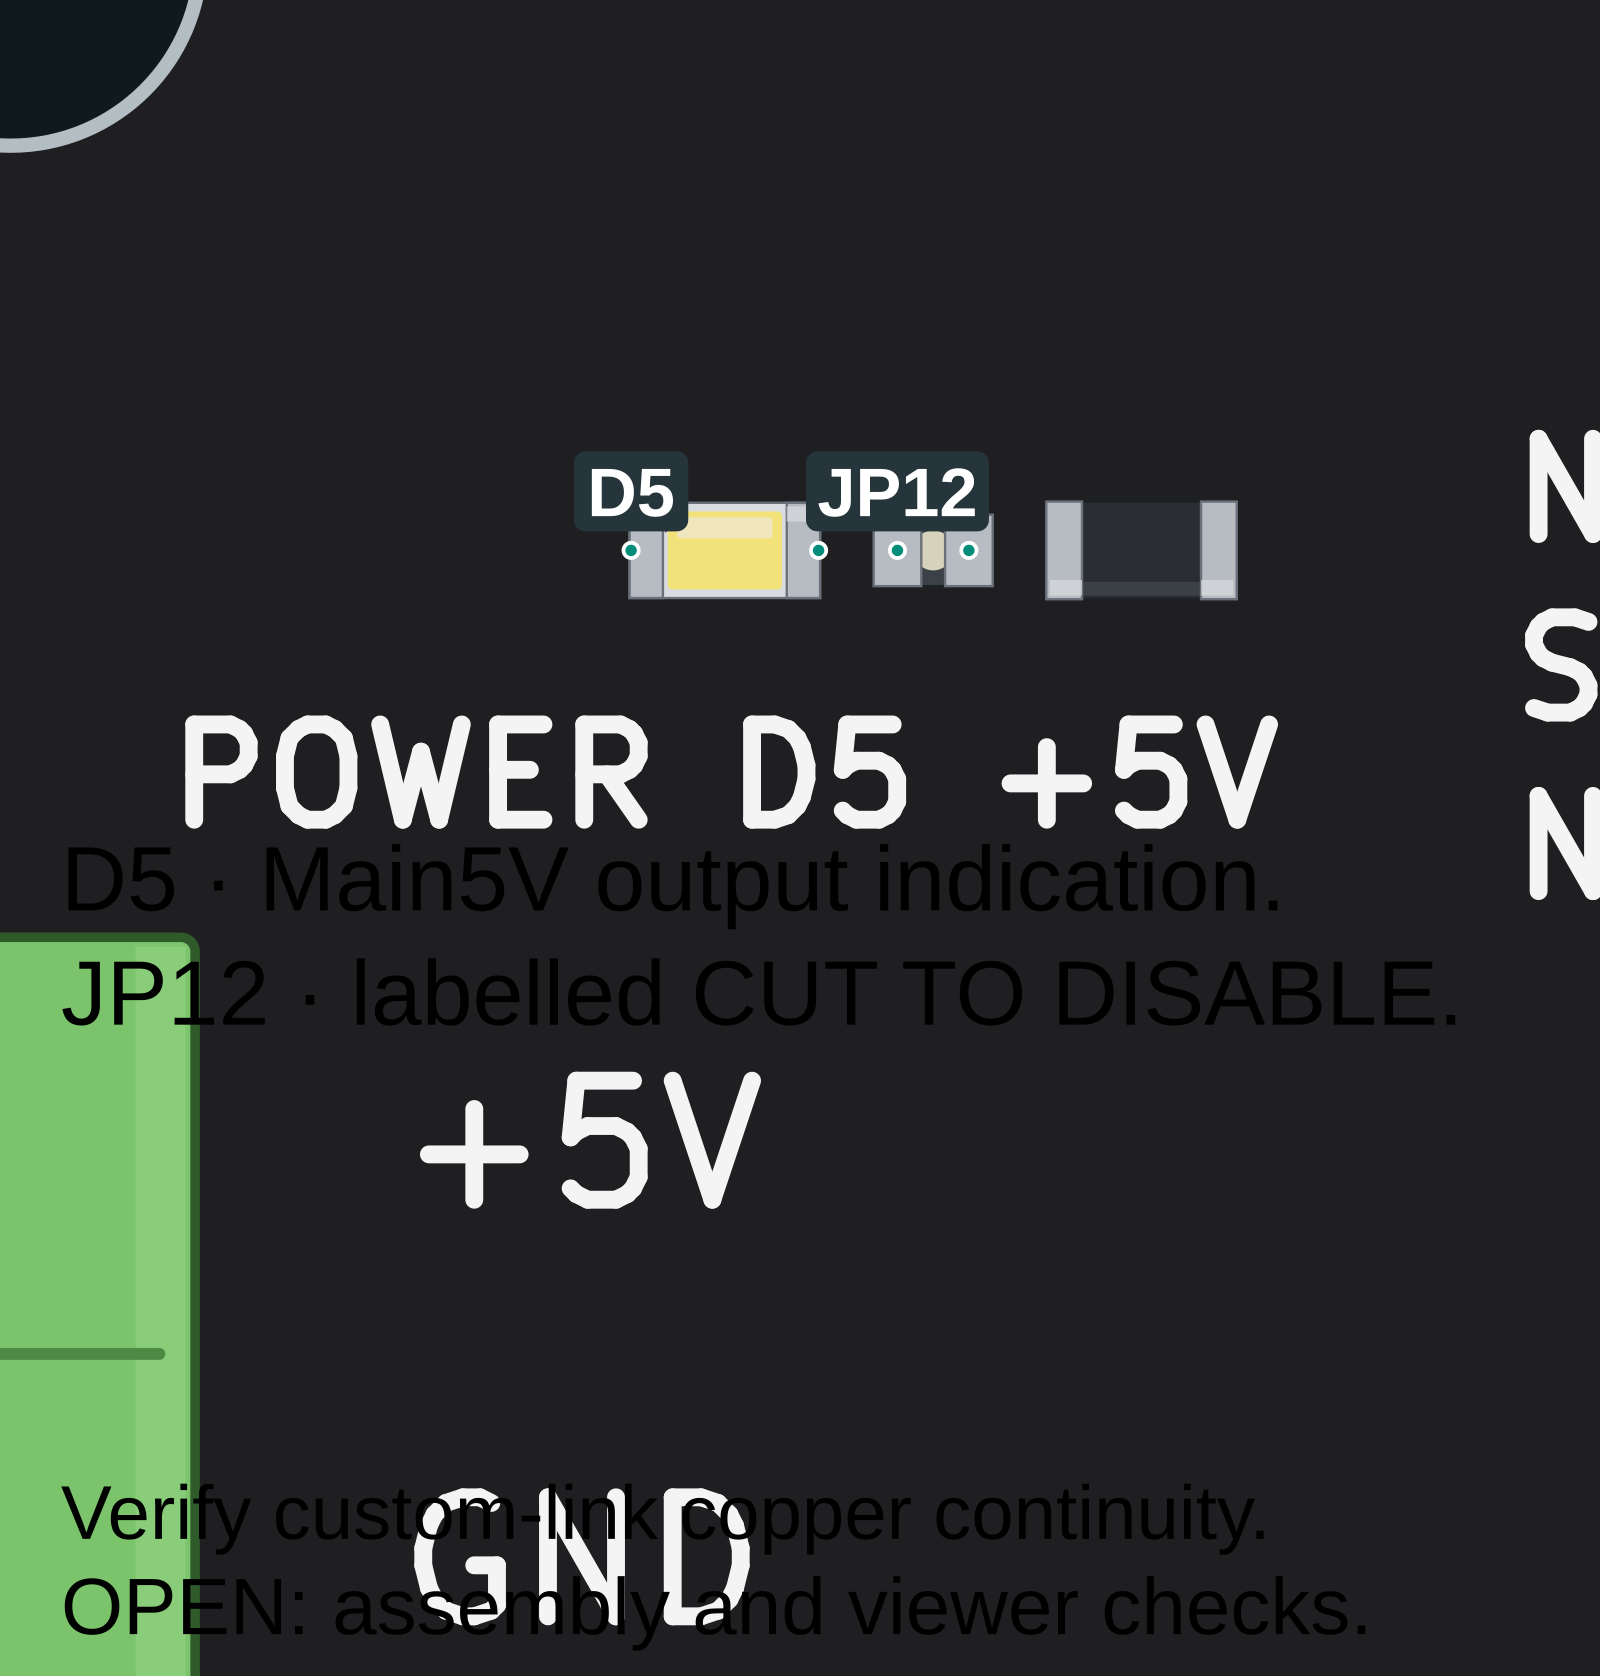 D5 JP12
N
S
POWER D5 +5V
N
D5 · Main5V output indication.
JP12 · labelled CUT TO DISABLE.
+5V
Verify custom-link copper continuity.
GND
OPEN: assembly and viewer checks.